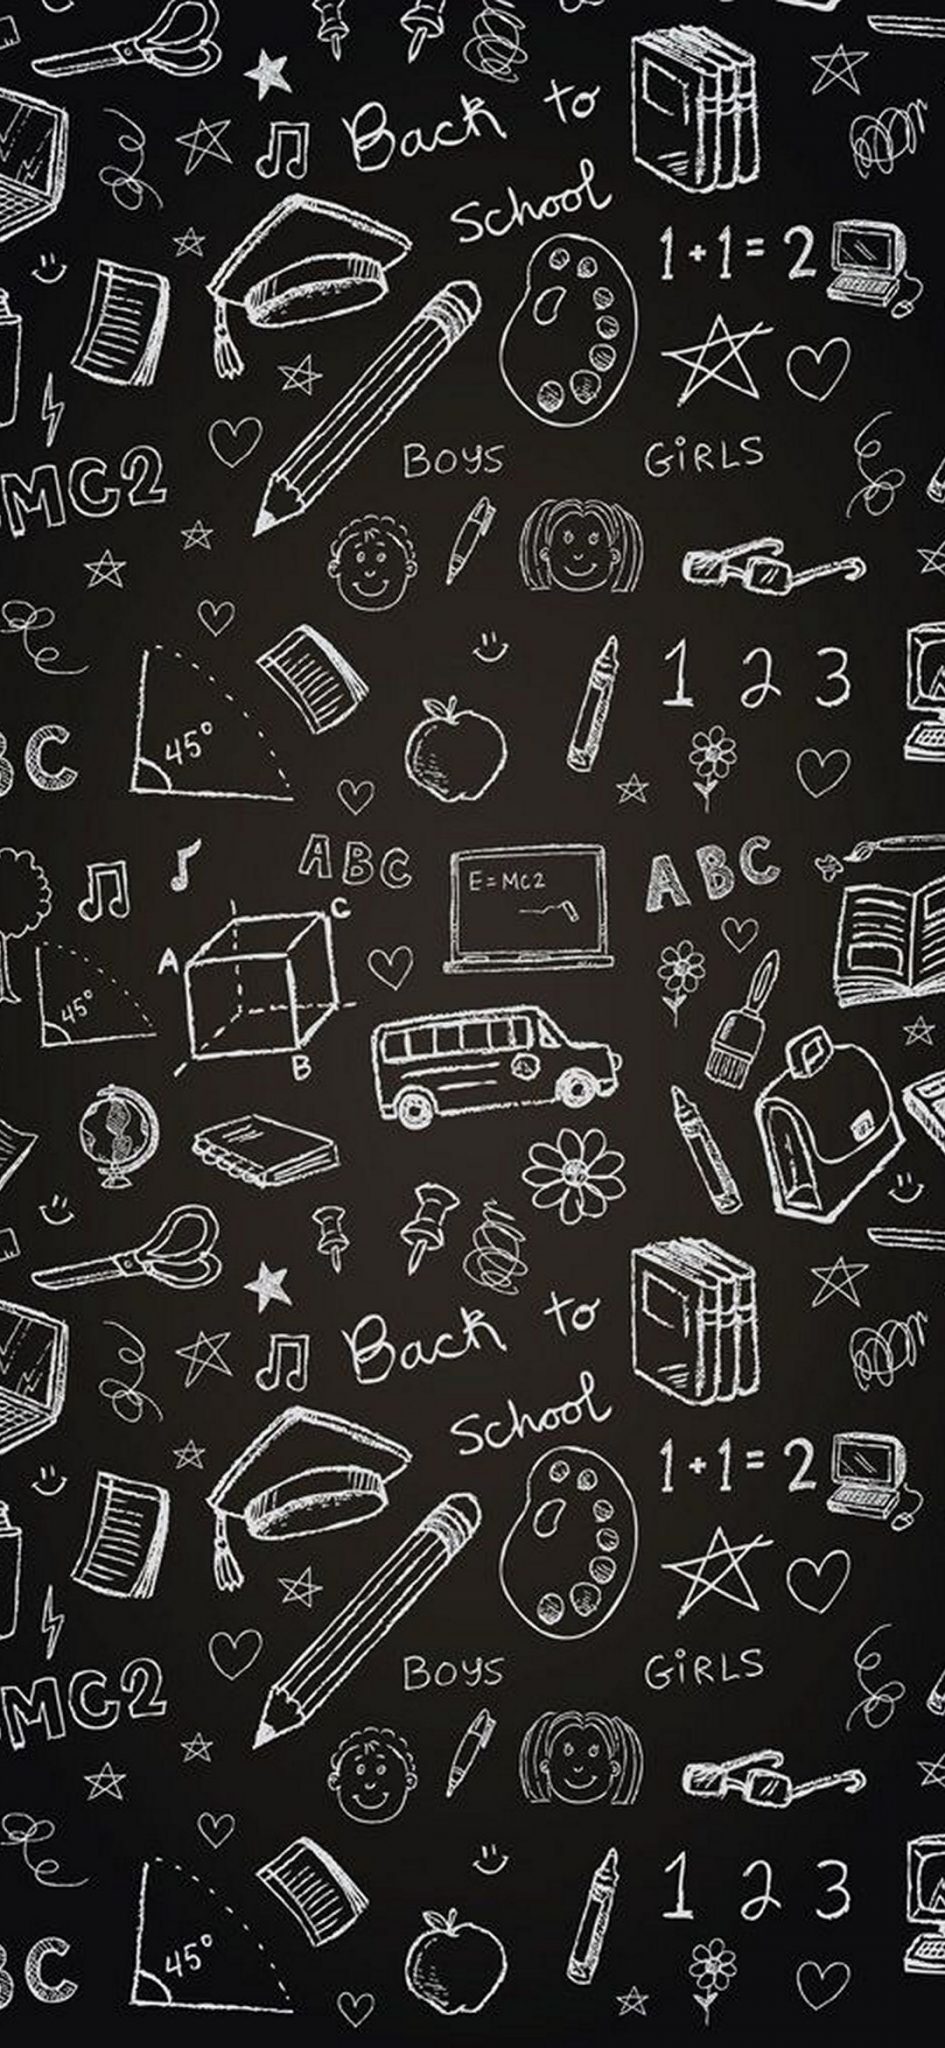 Back to
School
1+1=2
MC2
BOYS
GiRLS
1 2 3
45°
BC
ABC
E=MC2
ABC
C
A
45°
B
Back to
School
1+1=2
MC2
BOYS
GiRLS
1 2 3
45°
BC